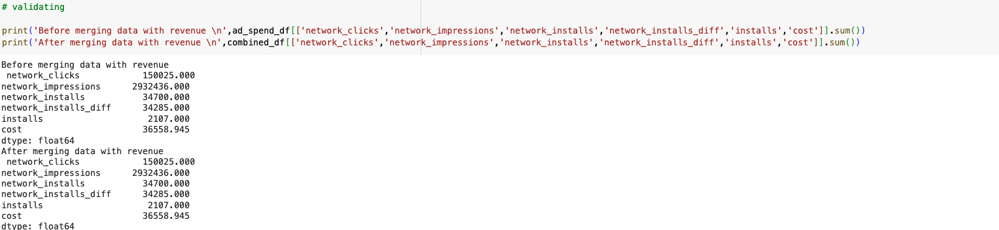 # validating
print('Before merging data with revenue \n',ad_spend_df[['network_clicks','network_impressions','network_installs','network_installs_diff','installs','cost']].sum())
print('After merging data with revenue \n',combined_df[['network_clicks','network_impressions','network_installs','network_installs_diff','installs','cost']].sum())
Before merging data with revenue
network_clicks 150025.000
network_impressions 2932436.000
network_installs 34700.000
network_installs_diff 34285.000
installs 2107.000
cost 36558.945
dtype: float64
After merging data with revenue
network_clicks 150025.000
network_impressions 2932436.000
network_installs 34700.000
network_installs_diff 34285.000
installs 2107.000
cost 36558.945
dtype: float64